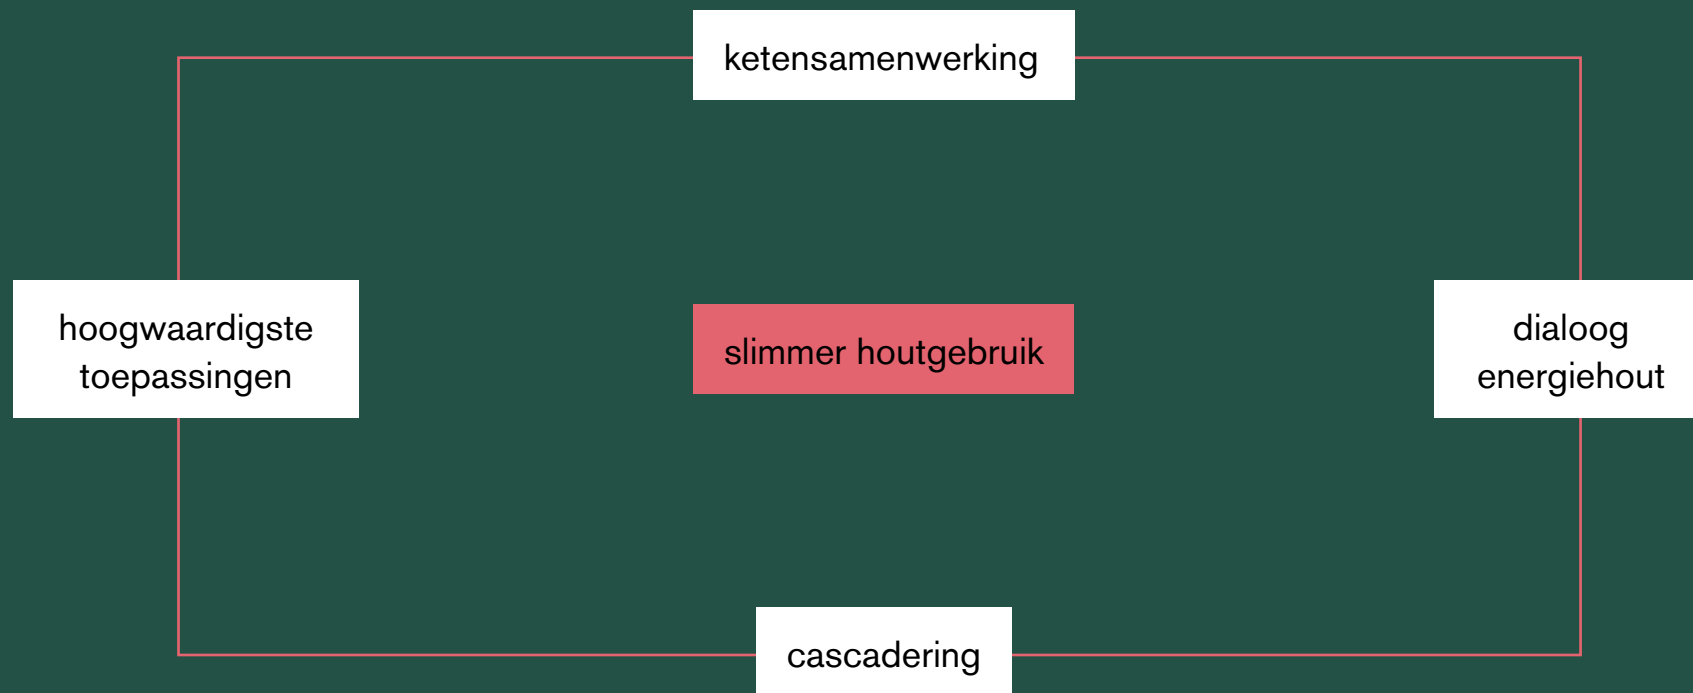 ketensamenwerking
hoogwaardigste
toepassingen
slimmer houtgebruik
dialoog
energiehout
cascadering